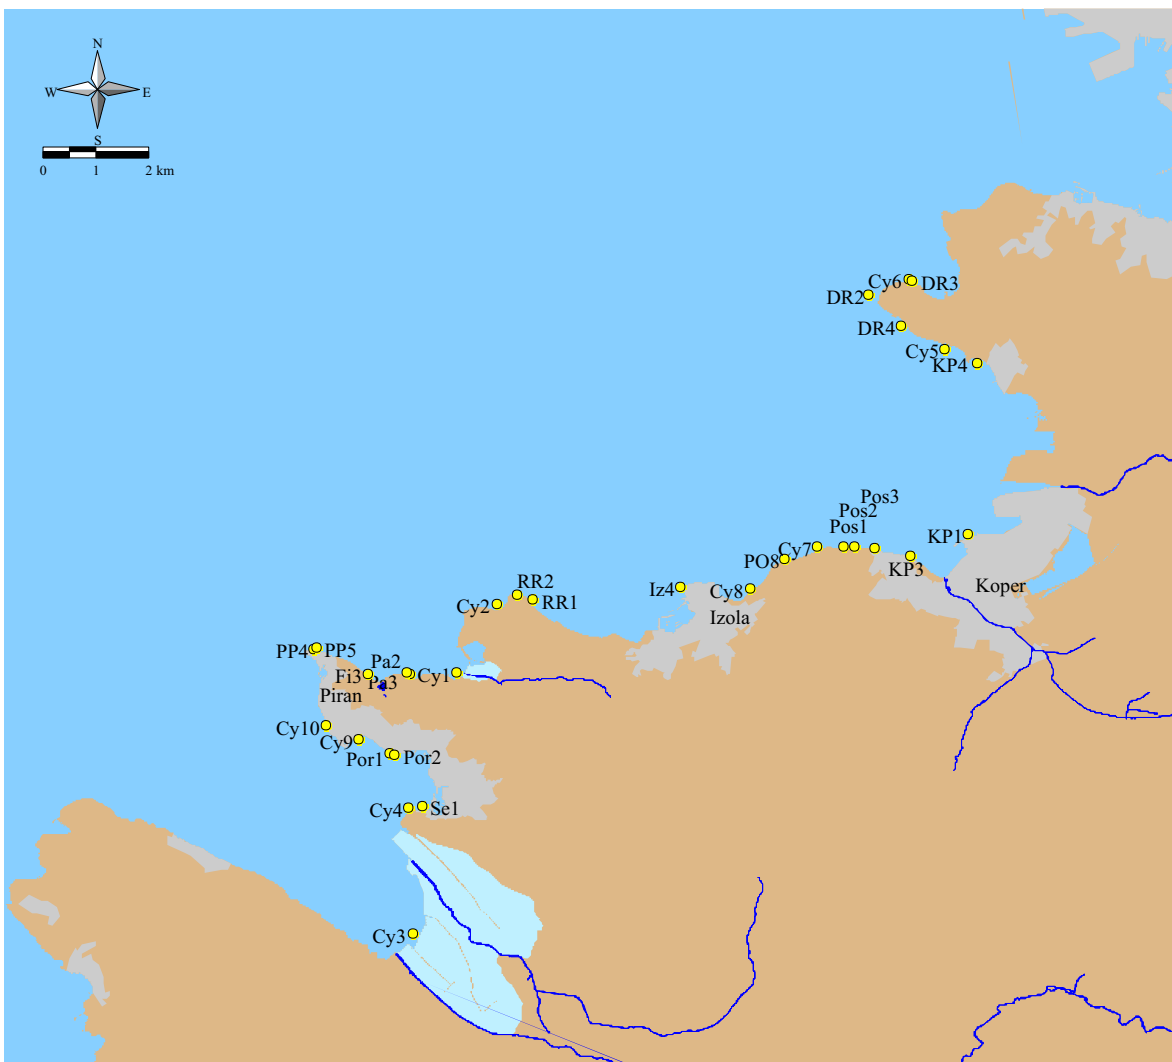 N
W E
S
0 1 2 km
Cy6 DR3
DR2
DR4
Cy5
KP4
Pos3
Pos2
Pos1
KP1
Cy7
PO8
KP3
Koper
Iz4
Cy8
Izola
RR2
Cy2
RR1
PP4 PP5
Pa2
Fi3
Cy1
Pa3
Piran
Cy10
Cy9
Por1 Por2
Cy4 Se1
Cy3